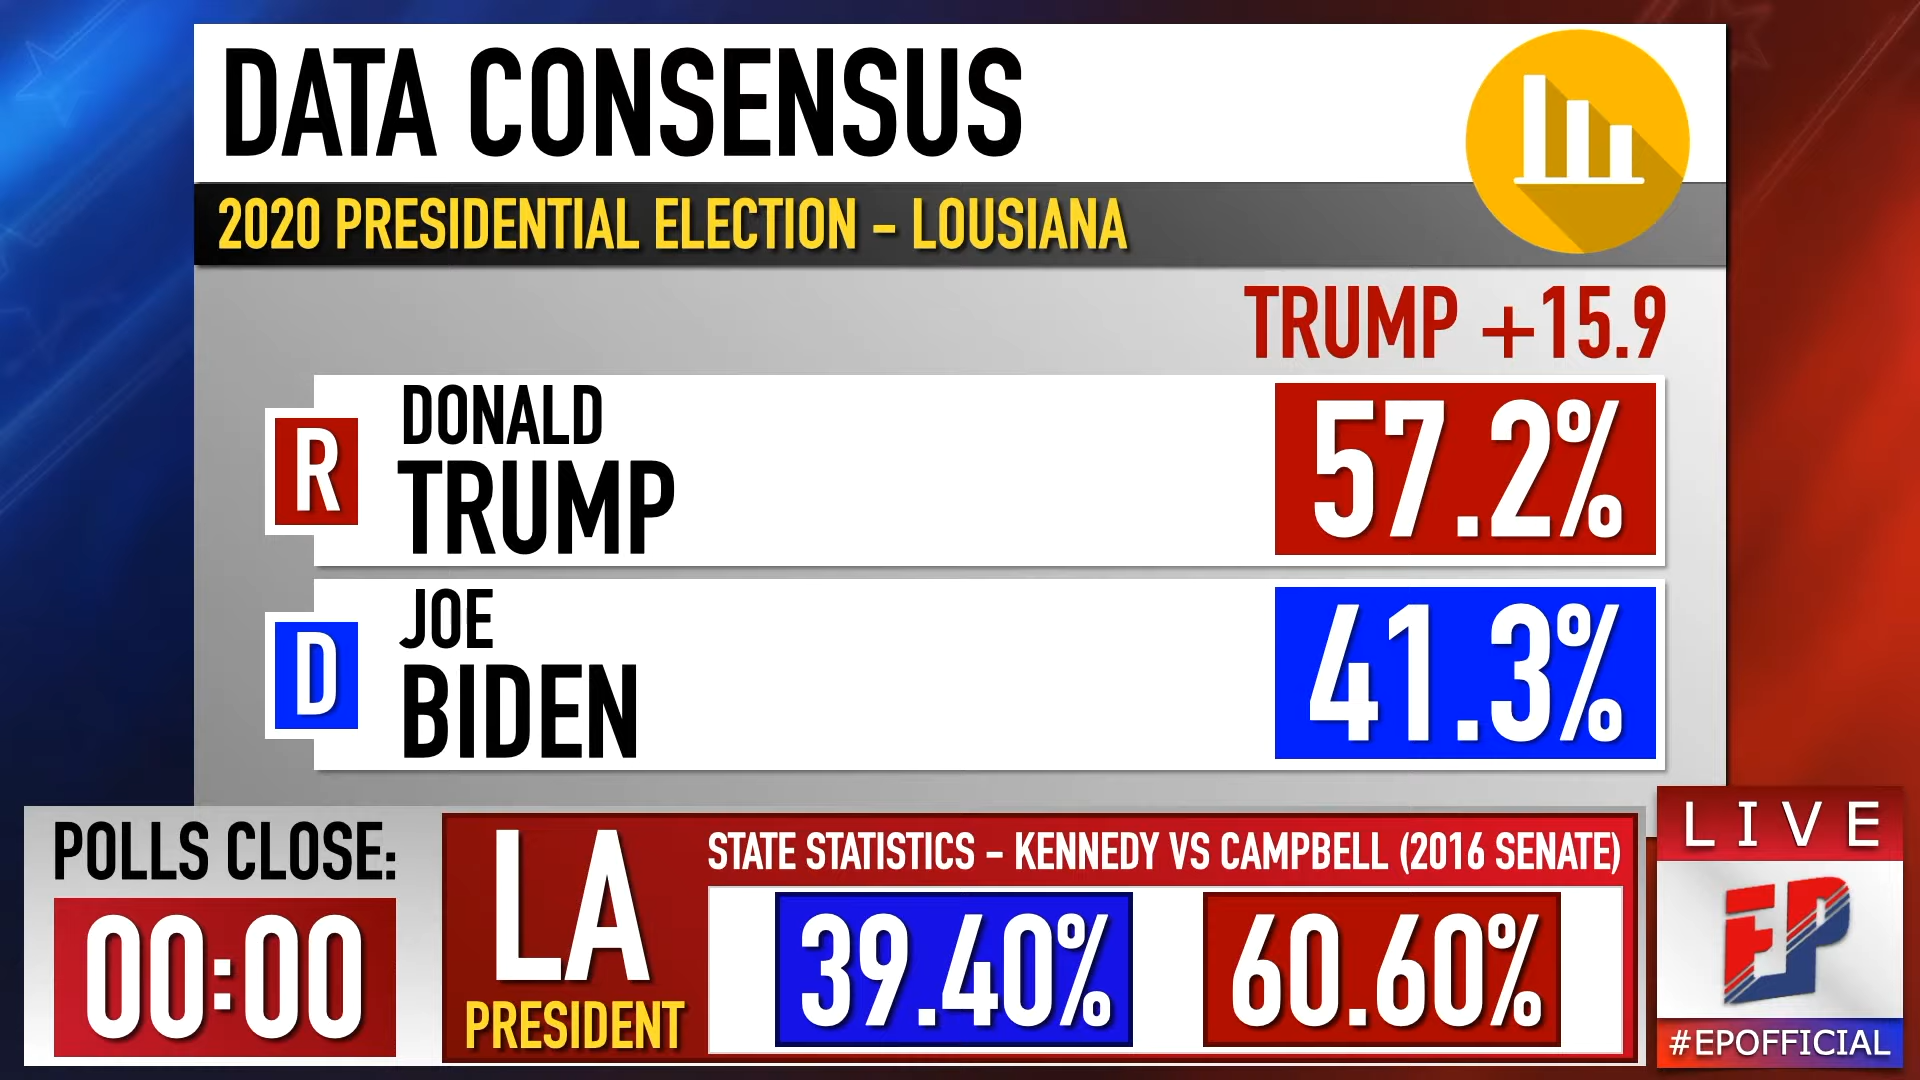 DATA CONSENSUS
2020 PRESIDENTIAL ELECTION – LOUSIANA
TRUMP +15.9
R
DONALD
TRUMP
57.2%
D
JOE
BIDEN
41.3%
POLLS CLOSE:
00:00
LA
PRESIDENT
STATE STATISTICS – KENNEDY VS CAMPBELL (2016 SENATE)
39.40%
60.60%
LIVE
EP
#EPOFFICIAL